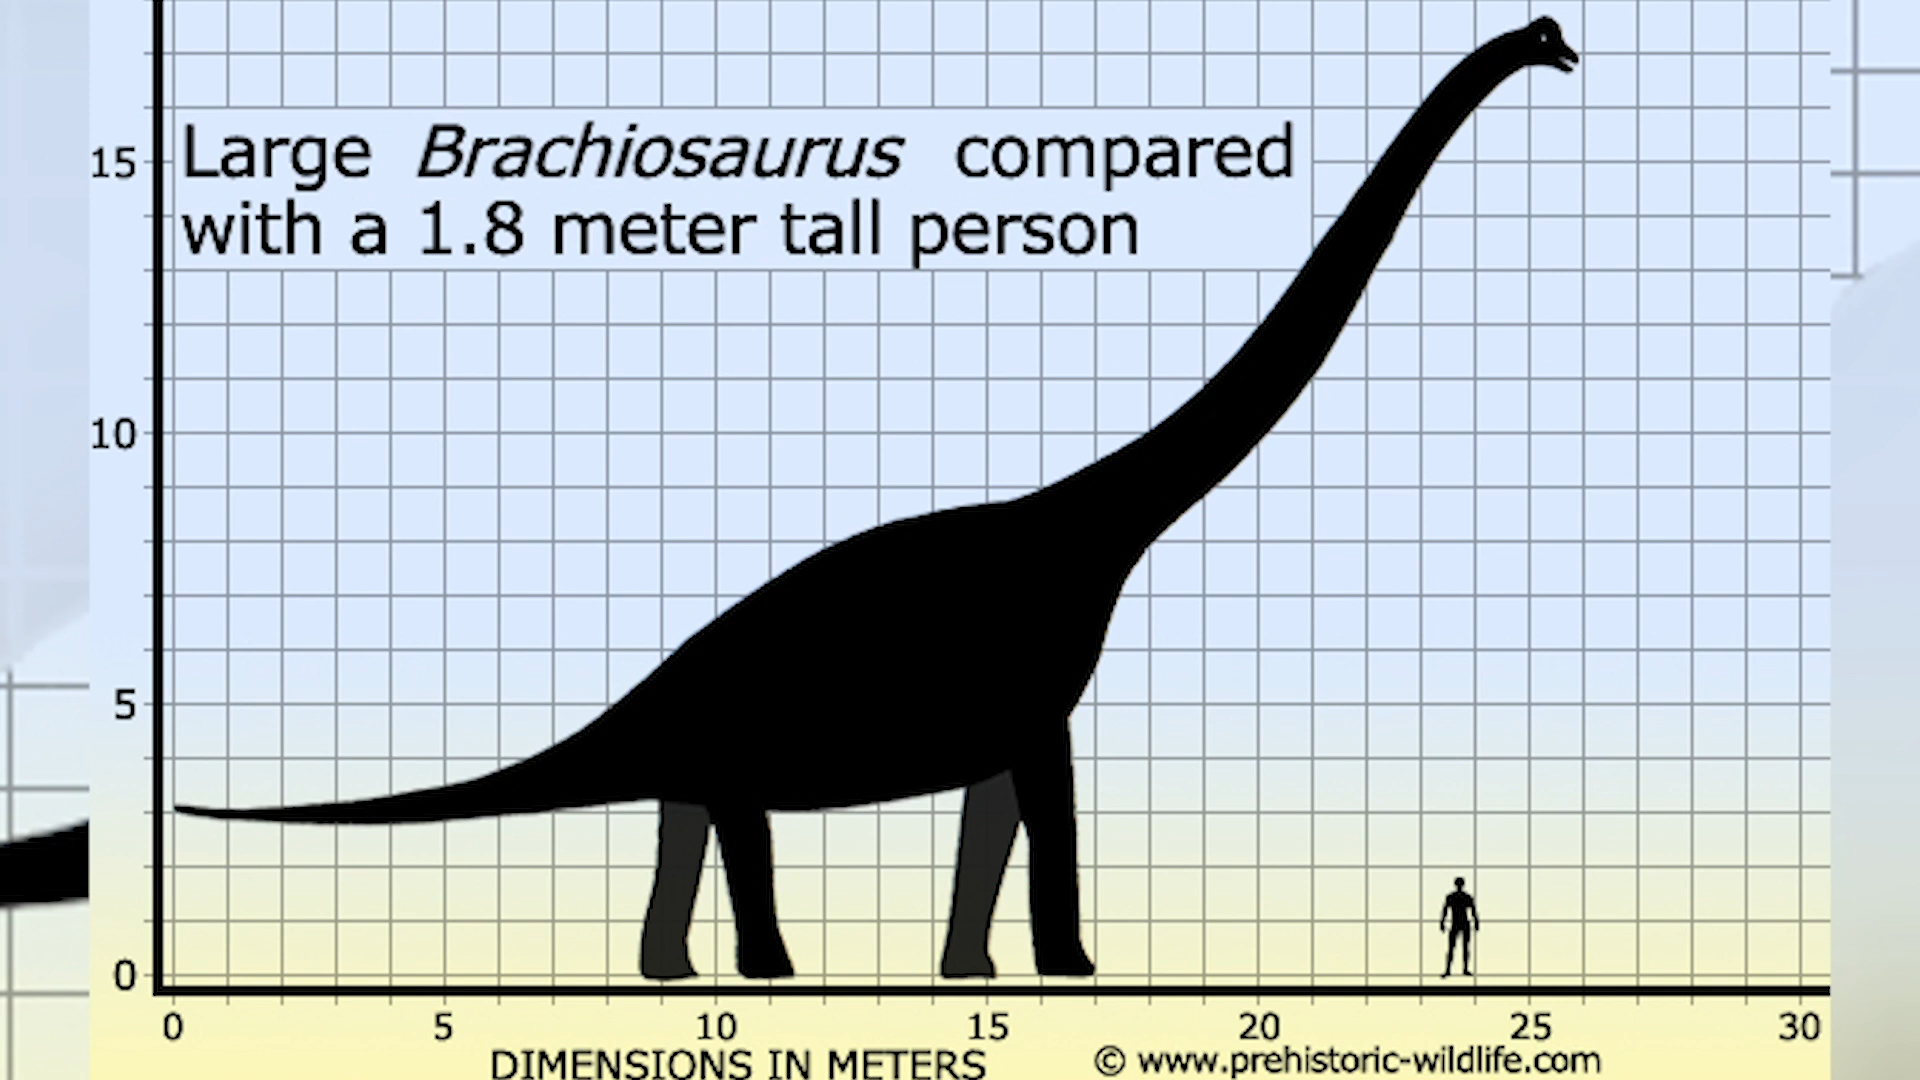 Large Brachiosaurus compared
with a 1.8 meter tall person
15
10
5
0
0 5 10 15 20 25 30
DIMENSIONS IN METERS © www.prehistoric-wildlife.com